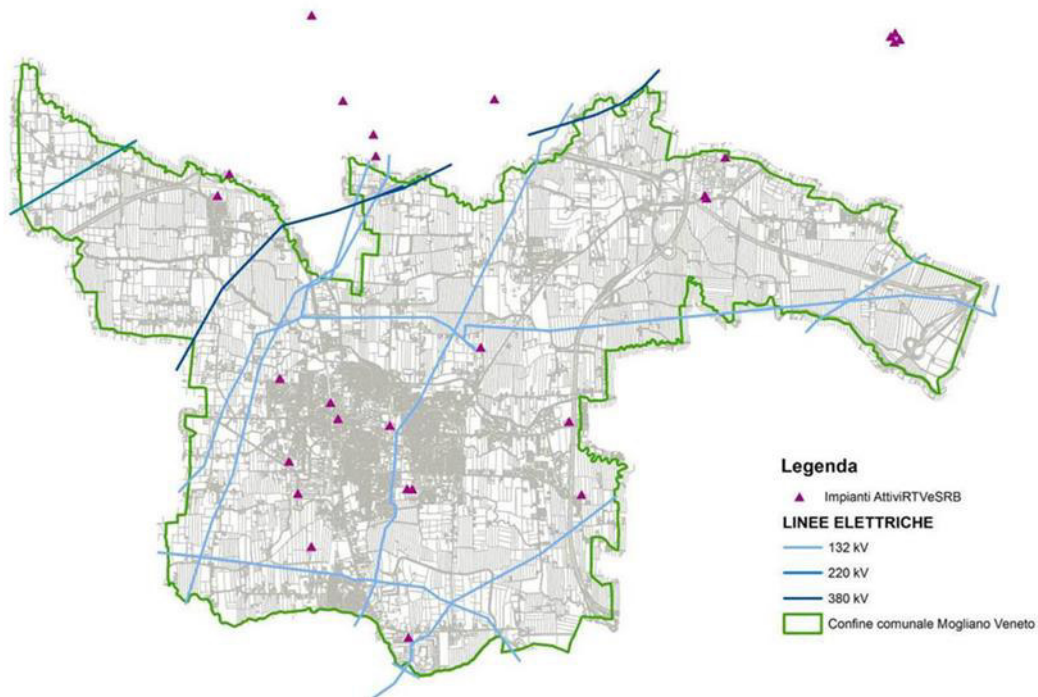 Legenda
Impianti AttiviRTVeSRB
LINEE ELETTRICHE
132 kV
220 kV
380 kV
Confine comunale Mogliano Veneto